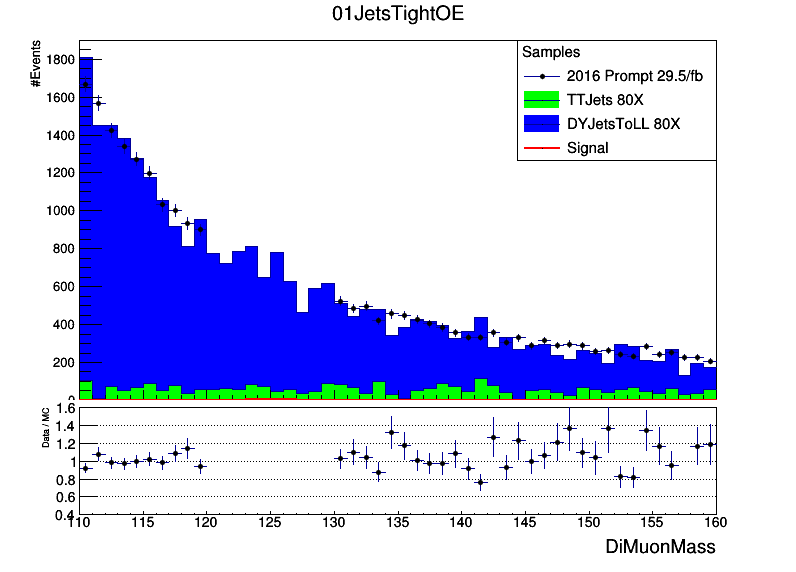 01JetsTightOE
#Events
Samples
2016 Prompt 29.5/fb
TTJets 80X
DYJetsToLL 80X
Signal
1800
1600
1400
1200
1000
800
600
400
200
0
Data / MC
1.6
1.4
1.2
1
0.8
0.6
0.4
110 115 120 125 130 135 140 145 150 155 160
DiMuonMass